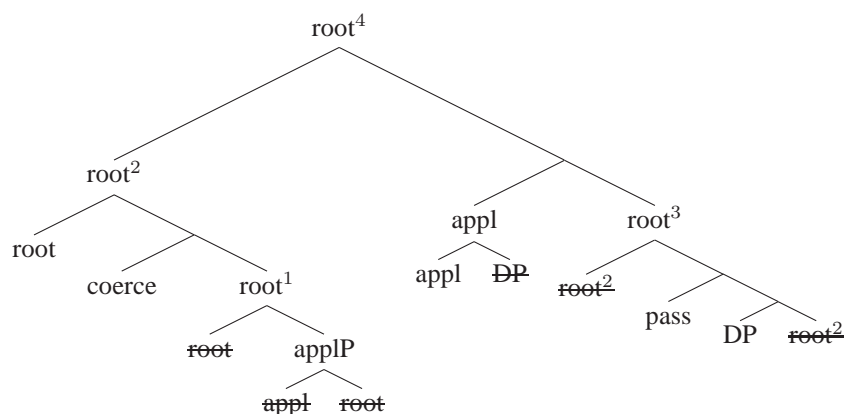 root⁴
root²
appl root³
root
coerce root¹ appl ~~DP~~ ~~root²~~
pass
DP ~~root²~~
~~root~~ applP
~~appl~~ ~~root~~